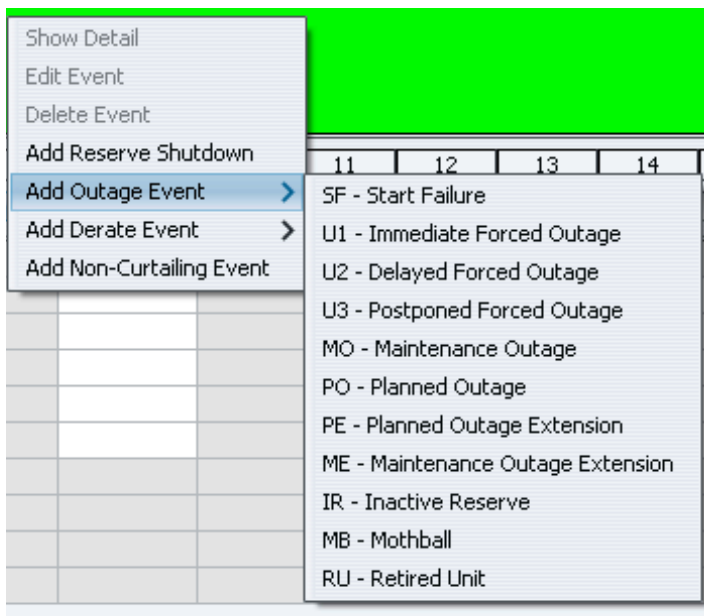 Show Detail
Edit Event
Delete Event
Add Reserve Shutdown
Add Outage Event
Add Derate Event
Add Non-Curtailing Event
11 12 13 14
SF - Start Failure
U1 - Immediate Forced Outage
U2 - Delayed Forced Outage
U3 - Postponed Forced Outage
MO - Maintenance Outage
PO - Planned Outage
PE - Planned Outage Extension
ME - Maintenance Outage Extension
IR - Inactive Reserve
MB - Mothball
RU - Retired Unit